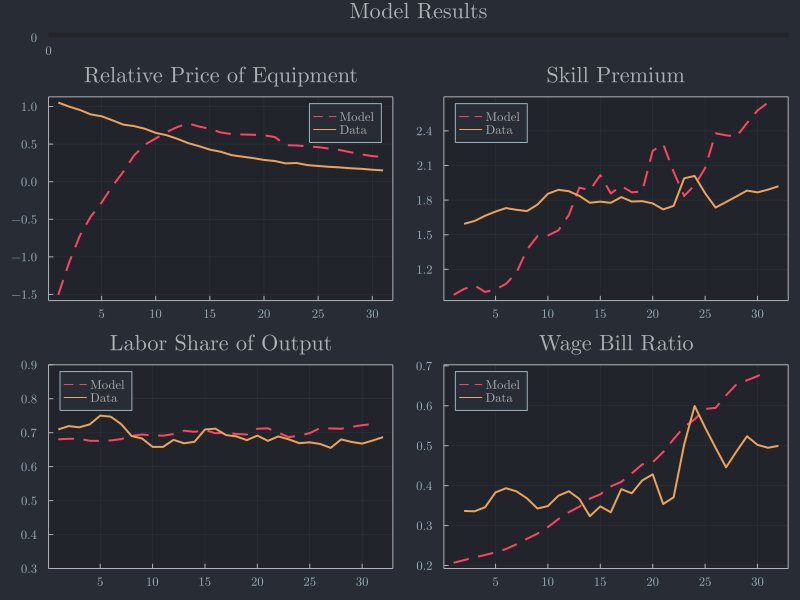 Model Results
0
0
Relative Price of Equipment
Skill Premium
1.0
0.5
0.0
−0.5
−1.0
−1.5
5 10 15 20 25 30
Model
Data
2.4
2.1
1.8
1.5
1.2
5 10 15 20 25 30
Model
Data
Labor Share of Output
Wage Bill Ratio
0.9
0.8
0.7
0.6
0.5
0.4
0.3
5 10 15 20 25 30
Model
Data
0.7
0.6
0.5
0.4
0.3
0.2
5 10 15 20 25 30
Model
Data